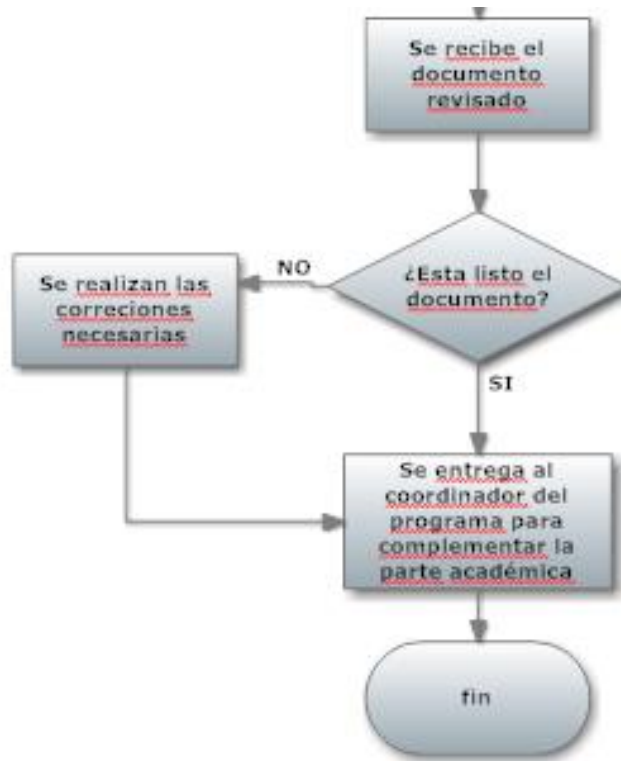 Se recibe el
documento
revisado
¿Esta listo el
documento?
NO
Se realizan las
correciones
necesarias
SI
Se entrega al
coordinador del
programa para
complementar la
parte académica
fin